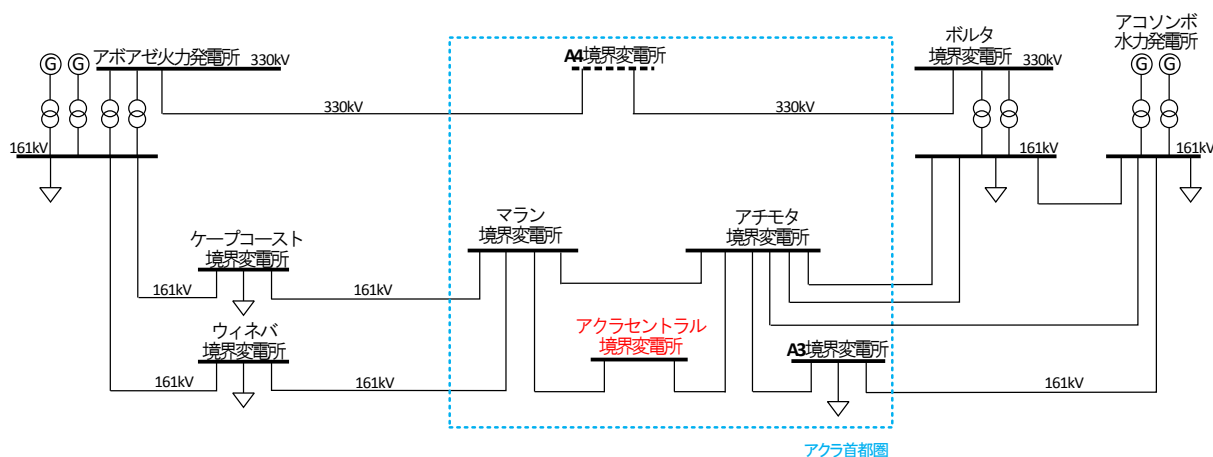 アボアゼ火力発電所
330kV
A4境界変電所
ボルタ
境界変電所
330kV
アコソンボ
水力発電所
G
G
G
G
330kV
330kV
161kV
161kV
161kV
マラン
境界変電所
アチモタ
境界変電所
ケープコースト
境界変電所
161kV
161kV
ウィネバ
境界変電所
アクラセントラル
境界変電所
A3境界変電所
161kV
161kV
161kV
アクラ首都圏